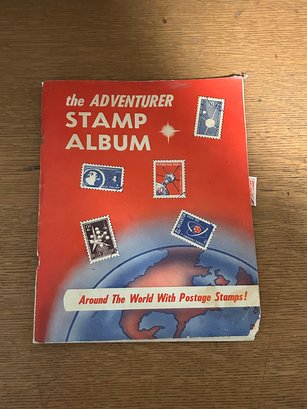 the ADVENTURER
STAMP
ALBUM
Around The World With Postage Stamps!